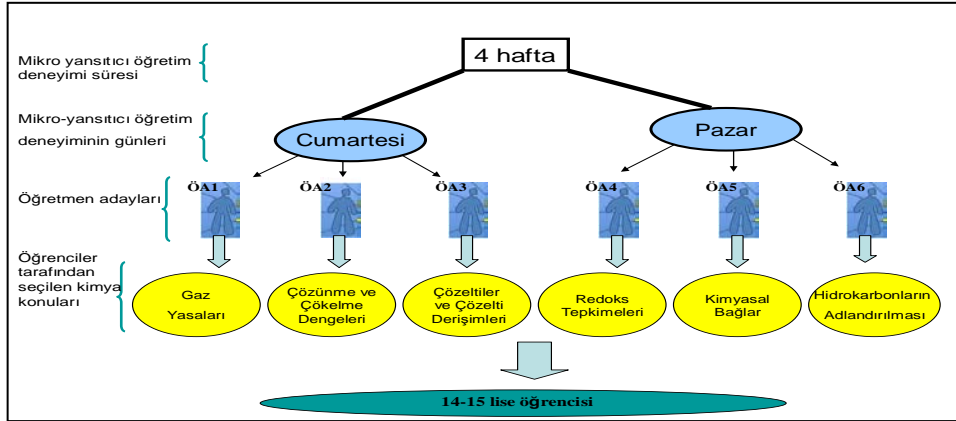 4 hafta
Mikro yansıtıcı öğretim
deneyimi süresi
Mikro-yansıtıcı öğretim
deneyiminin günleri
Cumartesi
Pazar
Öğretmen adayları
ÖA1
ÖA2
ÖA3
ÖA4
ÖA5
ÖA6
Öğrenciler
tarafından
seçilen kimya
konuları
Gaz
Yasaları
Çözünme ve
Çökelme
Dengeleri
Çözeltiler
ve Çözelti
Derişimleri
Redoks
Tepkimeleri
Kimyasal
Bağlar
Hidrokarbonların
Adlandırılması
14-15 lise öğrencisi